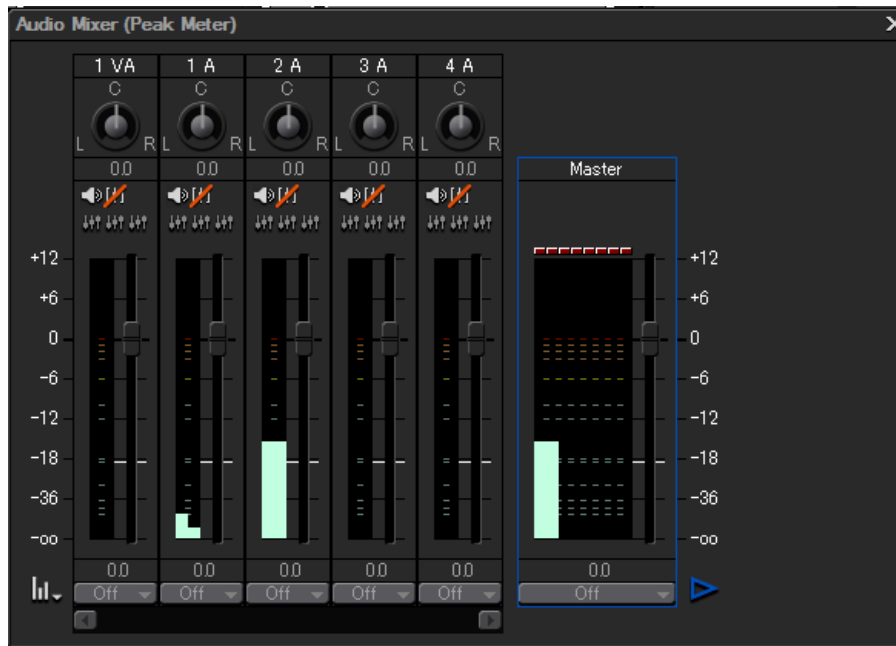 Audio Mixer (Peak Meter)
1 VA 1 A 2 A 3 A 4 A
C C C C C
L R L R L R L R L R
0.0 0.0 0.0 0.0 0.0 Master
+12 +12
+6 +6
0 0
-6 -6
-12 -12
-18 -18
-36 -36
-oo -oo
0.0 0.0 0.0 0.0 0.0 0.0
Off Off Off Off Off Off